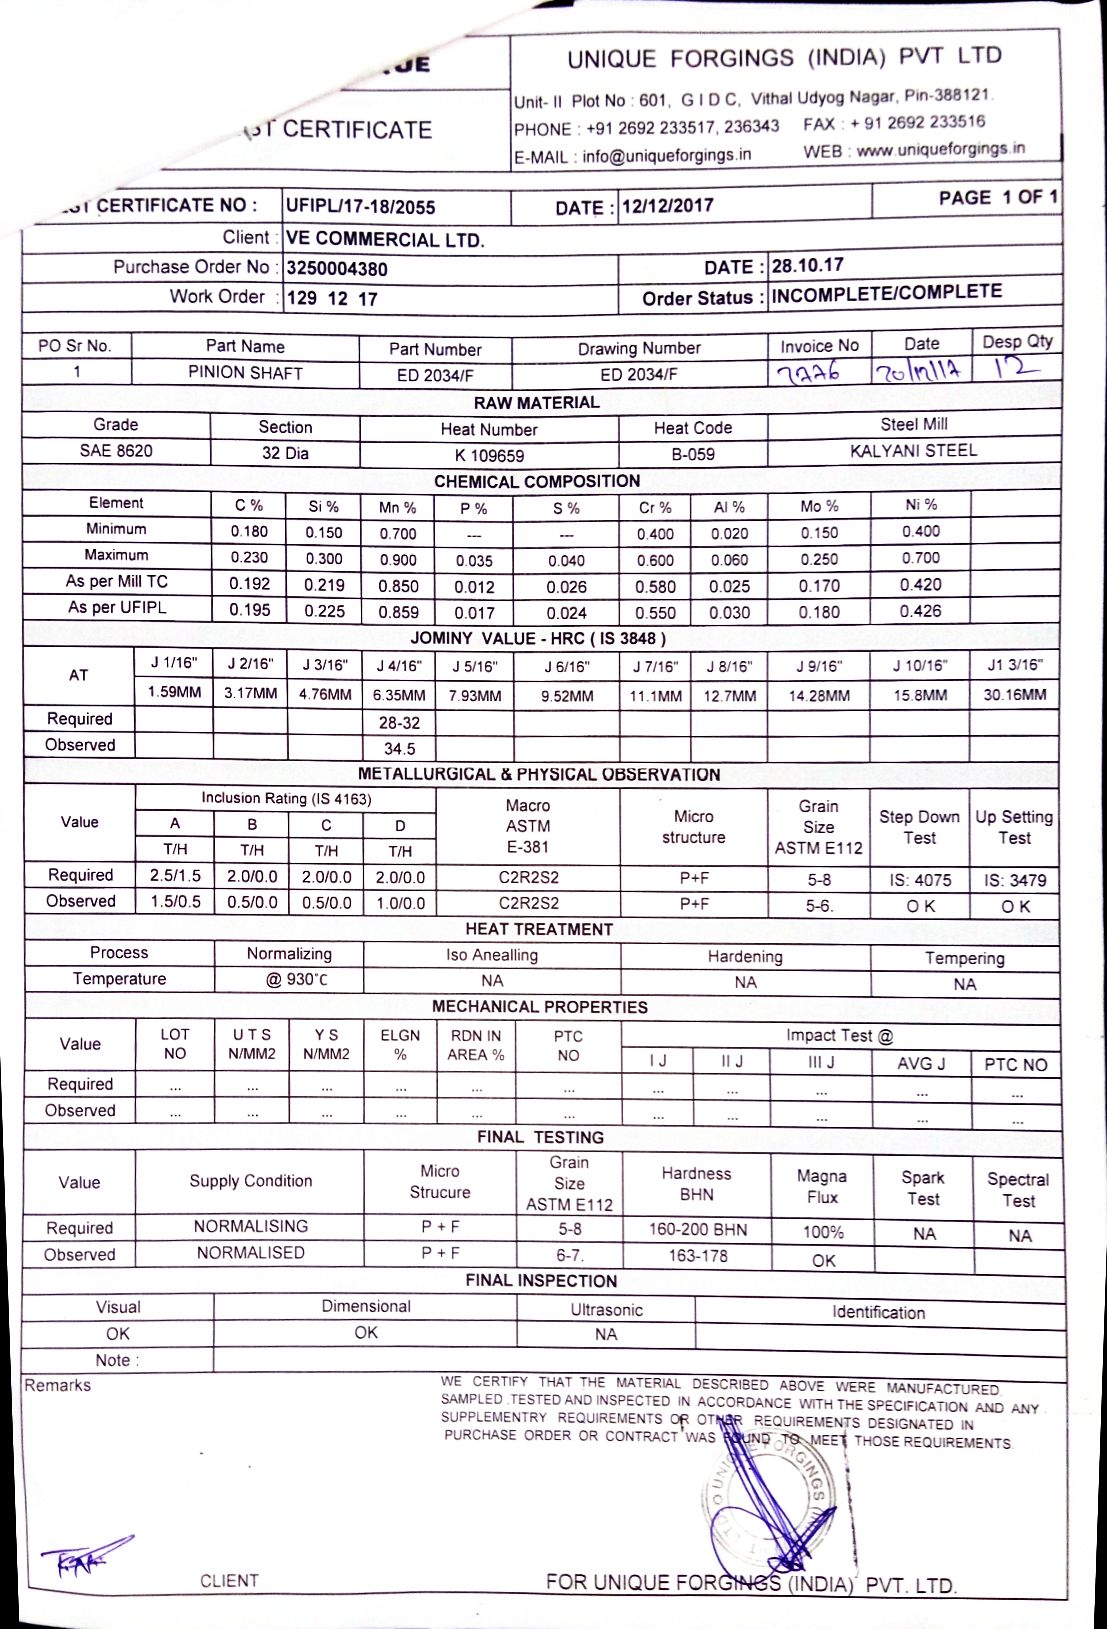 UE
ST CERTIFICATE
UNIQUE FORGINGS (INDIA) PVT LTD
Unit- II Plot No : 601, G I D C, Vithal Udyog Nagar, Pin-388121.
PHONE : +91 2692 233517, 236343 FAX : + 91 2692 233516
E-MAIL : info@uniqueforgings.in WEB : www.uniqueforgings.in
ST CERTIFICATE NO : UFIPL/17-18/2055 DATE : 12/12/2017 PAGE 1 OF 1
Client : VE COMMERCIAL LTD.
Purchase Order No : 3250004380 DATE : 28.10.17
Work Order : 129 12 17 Order Status : INCOMPLETE/COMPLETE
PO Sr No. Part Name Part Number Drawing Number Invoice No Date Desp Qty
1 PINION SHAFT ED 2034/F ED 2034/F 12
RAW MATERIAL
Grade Section Heat Number Heat Code Steel Mill
SAE 8620 32 Dia K 109659 B-059 KALYANI STEEL
CHEMICAL COMPOSITION
Element C % Si % Mn % P % S % Cr % Al % Mo % Ni %
Minimum 0.180 0.150 0.700 --- --- 0.400 0.020 0.150 0.400
Maximum 0.230 0.300 0.900 0.035 0.040 0.600 0.060 0.250 0.700
As per Mill TC 0.192 0.219 0.850 0.012 0.026 0.580 0.025 0.170 0.420
As per UFIPL 0.195 0.225 0.859 0.017 0.024 0.550 0.030 0.180 0.426
JOMINY VALUE - HRC ( IS 3848 )
AT J 1/16" J 2/16" J 3/16" J 4/16" J 5/16" J 6/16" J 7/16" J 8/16" J 9/16" J 10/16" J1 3/16"
1.59MM 3.17MM 4.76MM 6.35MM 7.93MM 9.52MM 11.1MM 12.7MM 14.28MM 15.8MM 30.16MM
Required 28-32
Observed 34.5
METALLURGICAL & PHYSICAL OBSERVATION
Value Inclusion Rating (IS 4163) Macro ASTM E-381 Micro structure Grain Size ASTM E112 Step Down Test Up Setting Test
A B C D
T/H T/H T/H T/H
Required 2.5/1.5 2.0/0.0 2.0/0.0 2.0/0.0 C2R2S2 P+F 5-8 IS: 4075 IS: 3479
Observed 1.5/0.5 0.5/0.0 0.5/0.0 1.0/0.0 C2R2S2 P+F 5-6. O K O K
HEAT TREATMENT
Process Normalizing Iso Anealling Hardening Tempering
Temperature @ 930°C NA NA NA
MECHANICAL PROPERTIES
Value LOT NO U T S N/MM2 Y S N/MM2 ELGN % RDN IN AREA % PTC NO Impact Test @
I J II J III J AVG J PTC NO
Required ... ... ... ... ... ... ... ... ... ... ...
Observed ... ... ... ... ... ... ... ... ... ... ...
FINAL TESTING
Value Supply Condition Micro Strucure Grain Size ASTM E112 Hardness BHN Magna Flux Spark Test Spectral Test
Required NORMALISING P + F 5-8 160-200 BHN 100% NA NA
Observed NORMALISED P + F 6-7. 163-178 OK
FINAL INSPECTION
Visual Dimensional Ultrasonic Identification
OK OK NA
Note :
Remarks
WE CERTIFY THAT THE MATERIAL DESCRIBED ABOVE WERE MANUFACTURED
SAMPLED .TESTED AND INSPECTED IN ACCORDANCE WITH THE SPECIFICATION AND ANY
SUPPLEMENTRY REQUIREMENTS OR OTHER REQUIREMENTS DESIGNATED IN
PURCHASE ORDER OR CONTRACT WAS FOUND TO MEET THOSE REQUIREMENTS
CLIENT FOR UNIQUE FORGINGS (INDIA) PVT. LTD.